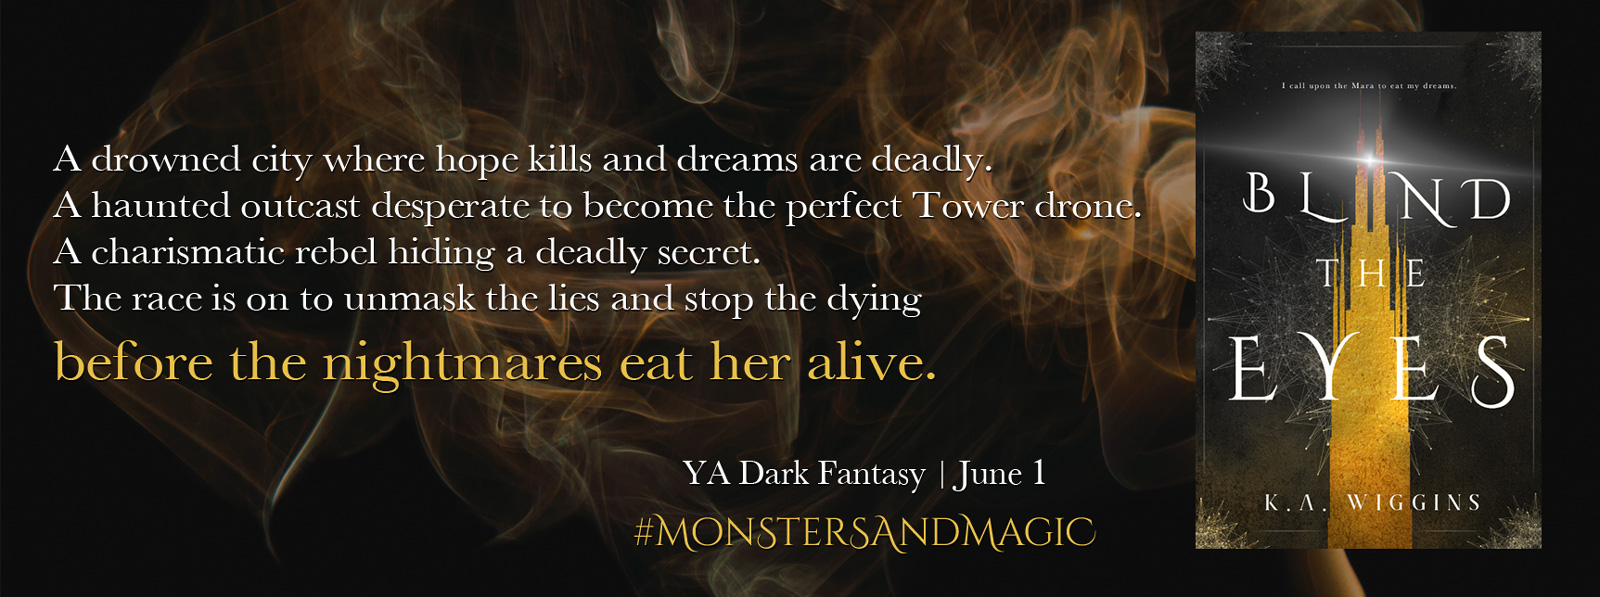 A drowned city where hope kills and dreams are deadly.
A haunted outcast desperate to become the perfect Tower drone.
A charismatic rebel hiding a deadly secret.
The race is on to unmask the lies and stop the dying
before the nightmares eat her alive.
YA Dark Fantasy | June 1
#MONSTERSANDMAGIC
I call upon the Mara to eat my dreams.
BLIND
THE
EYES
K.A. WIGGINS